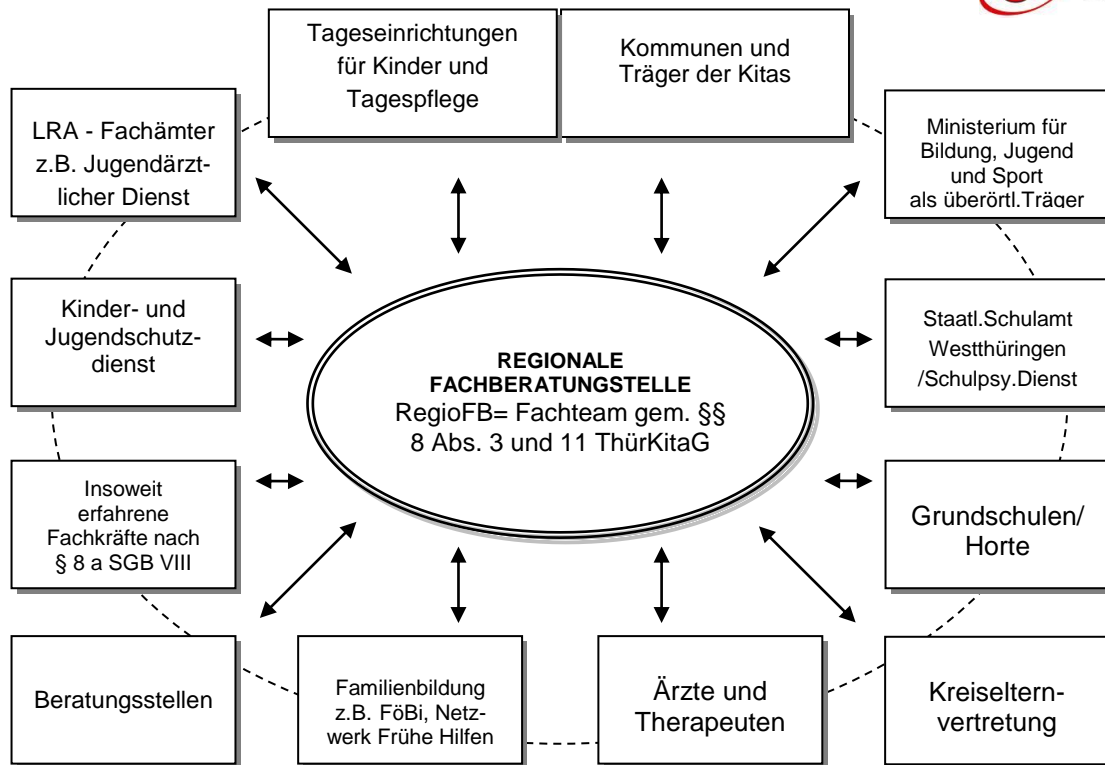 Tageseinrichtungen
für Kinder und
Tagespflege
Kommunen und
Träger der Kitas
LRA - Fachämter
z.B. Jugendärzt-
licher Dienst
Ministerium für
Bildung, Jugend
und Sport
als überörtl.Träger
Kinder- und
Jugendschutz-
dienst
REGIONALE
FACHBERATUNGSTELLE
RegioFB= Fachteam gem. §§
8 Abs. 3 und 11 ThürKitaG
Staatl.Schulamt
Westthüringen
/Schulpsy.Dienst
Insoweit
erfahrene
Fachkräfte nach
§ 8 a SGB VIII
Grundschulen/
Horte
Beratungsstellen
Familienbildung
z.B. FöBi, Netz-
werk Frühe Hilfen
Ärzte und
Therapeuten
Kreiseltern-
vertretung